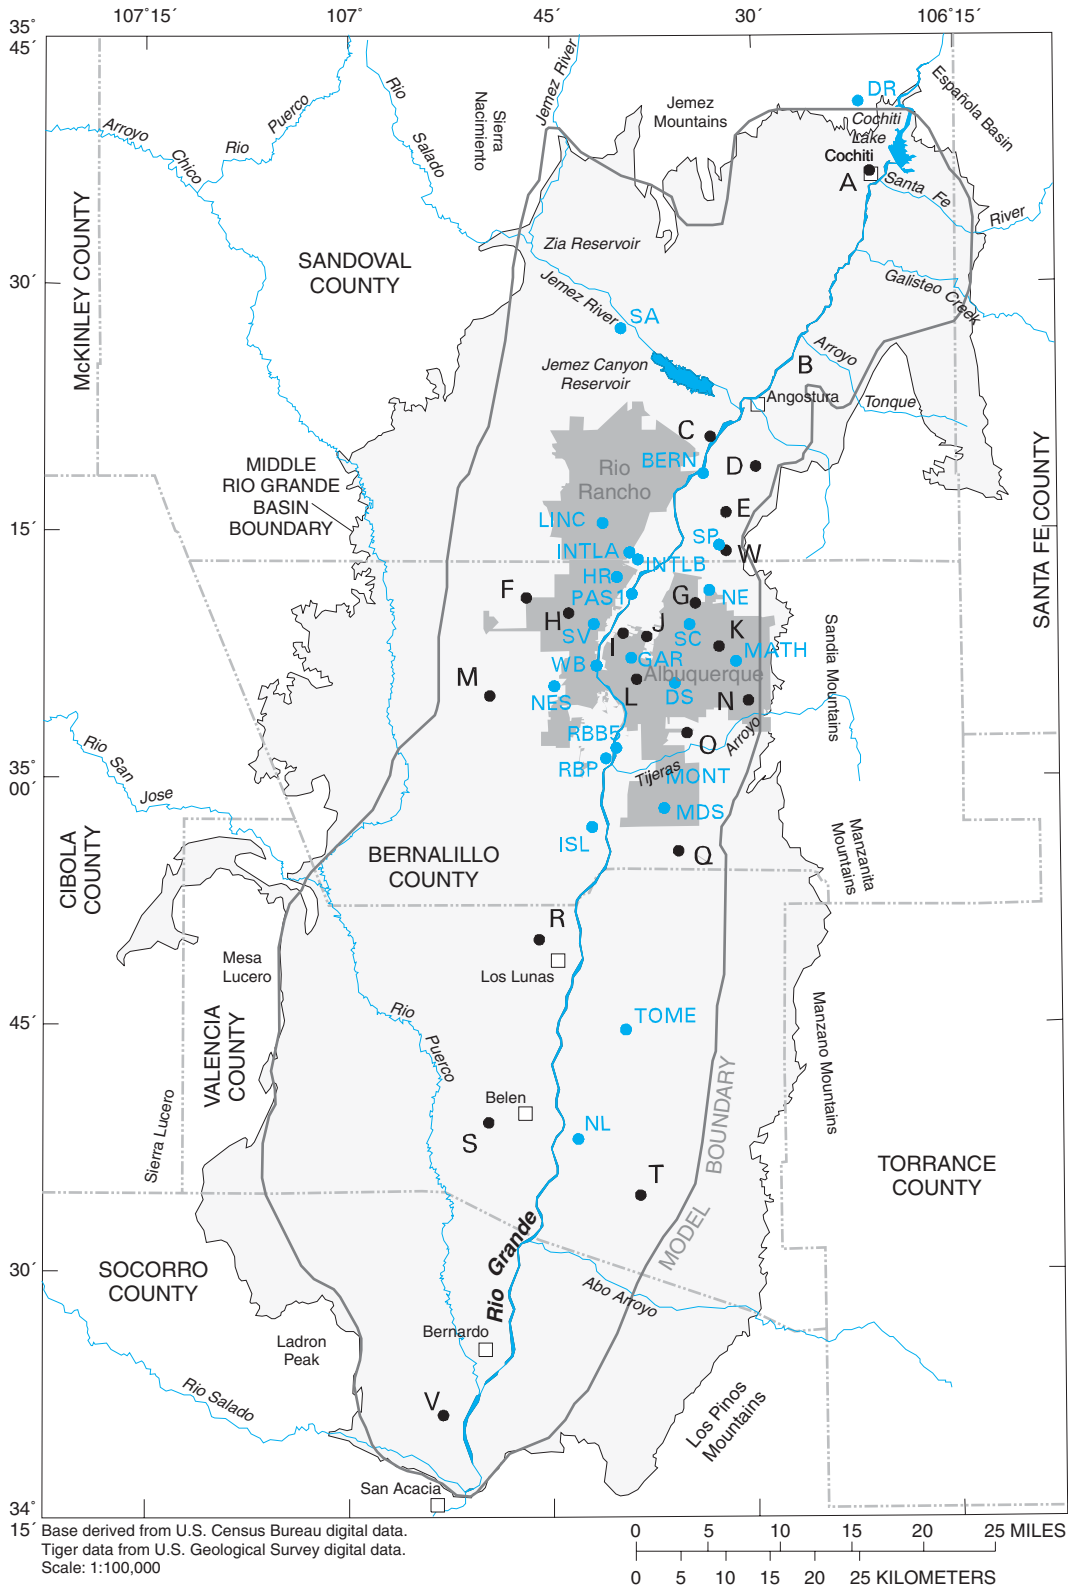 107°15´ 107° 45´ 30´ 106°15´
35°
45´
Rio
Salado
Rio
Puerco
Arroyo
Chico
Sierra
Nacimiento
Jemez River
Jemez
Mountains
DR
Cochiti
Lake
Española Basin
Cochiti
A
Santa Fe
River
McKINLEY COUNTY
SANDOVAL
COUNTY
Zia Reservoir
30´
Jemez River
SA
Galisteo Creek
Jemez Canyon
Reservoir
Arroyo
Tonque
B
Angostura
C
BERN
D
Rio
Rancho
MIDDLE
RIO GRANDE
BASIN
BOUNDARY
SANTA FE COUNTY
E
15´
LINC
SP
W
INTLA
INTLB
HR
PAS1
NE
F
G
H
SV
I
J
SC
K
Sandia Mountains
WB
GAR
MATH
Albuquerque
M
NES
L
DS
N
RBB5
O
Arroyo
Tijeras
RBP
MONT
MDS
Rio
San
Jose
35°
00´
ISL
Q
Manzanita
Mountains
CIBOLA
COUNTY
BERNALILLO
COUNTY
R
Los Lunas
Mesa
Lucero
Rio
Puerco
45´
TOME
Manzano Mountains
VALENCIA
COUNTY
Sierra Lucero
Belen
S
NL
T
MODEL
BOUNDARY
TORRANCE
COUNTY
Rio Grande
30´
SOCORRO
COUNTY
Abo Arroyo
Bernardo
Ladron
Peak
V
Rio Salado
Los Pinos
Mountains
San Acacia
34°
15´
Base derived from U.S. Census Bureau digital data.
Tiger data from U.S. Geological Survey digital data.
Scale: 1:100,000
0 5 10 15 20 25 MILES
0 5 10 15 20 25 KILOMETERS